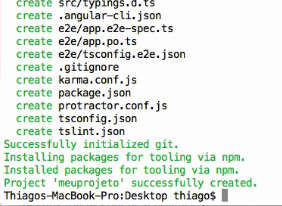 create src/typings.d.ts
create .angular-cli.json
create e2e/app.e2e-spec.ts
create e2e/app.po.ts
create e2e/tsconfig.e2e.json
create .gitignore
create karma.conf.js
create package.json
create protractor.conf.js
create tsconfig.json
create tslint.json
Successfully initialized git.
Installing packages for tooling via npm.
Installed packages for tooling via npm.
Project 'meuprojeto' successfully created.
Thiagos-MacBook-Pro:Desktop thiago$